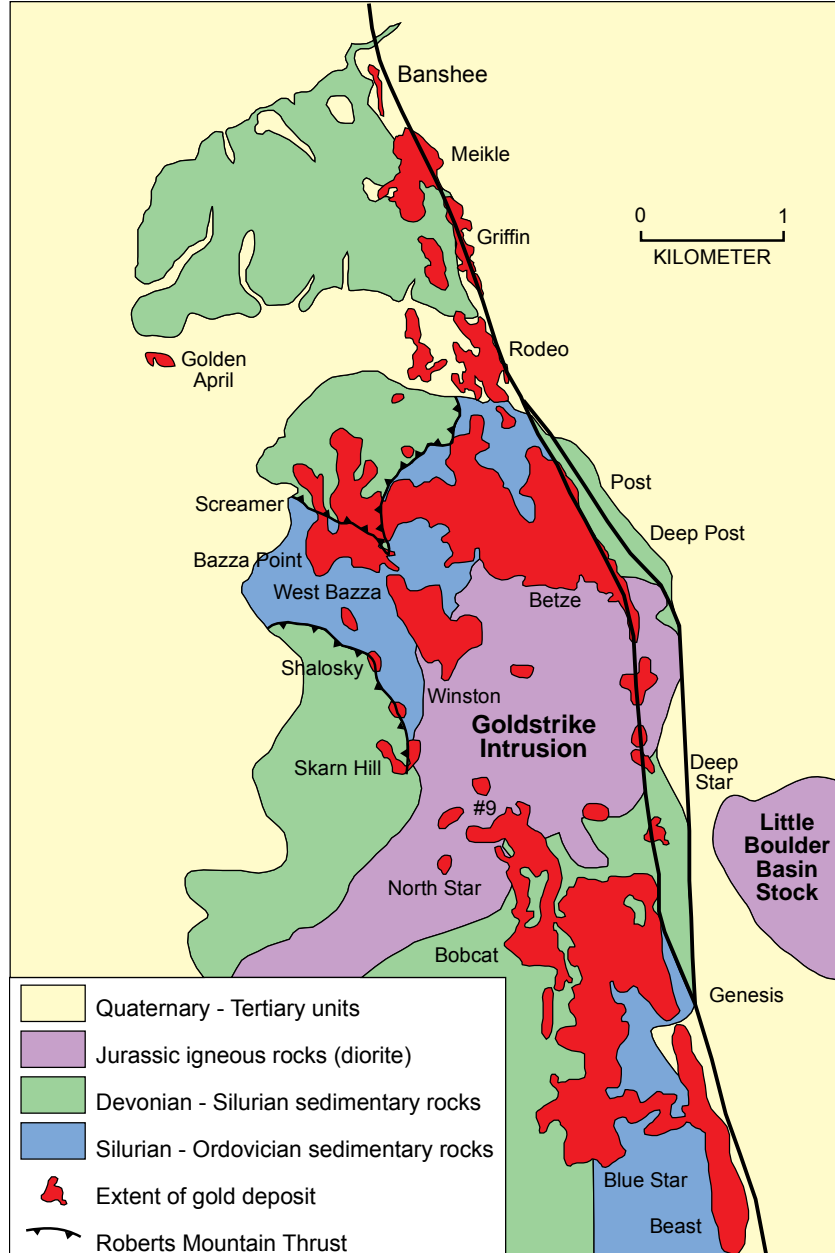 Banshee
Meikle
0 1
KILOMETER
Griffin
Rodeo
Golden
April
Post
Screamer
Deep Post
Bazza Point
West Bazza
Betze
Shalosky
Winston
Goldstrike
Intrusion
Skarn Hill
Deep
Star
#9
Little
Boulder
Basin
Stock
North Star
Bobcat
Genesis
Blue Star
Beast
Quaternary - Tertiary units
Jurassic igneous rocks (diorite)
Devonian - Silurian sedimentary rocks
Silurian - Ordovician sedimentary rocks
Extent of gold deposit
Roberts Mountain Thrust